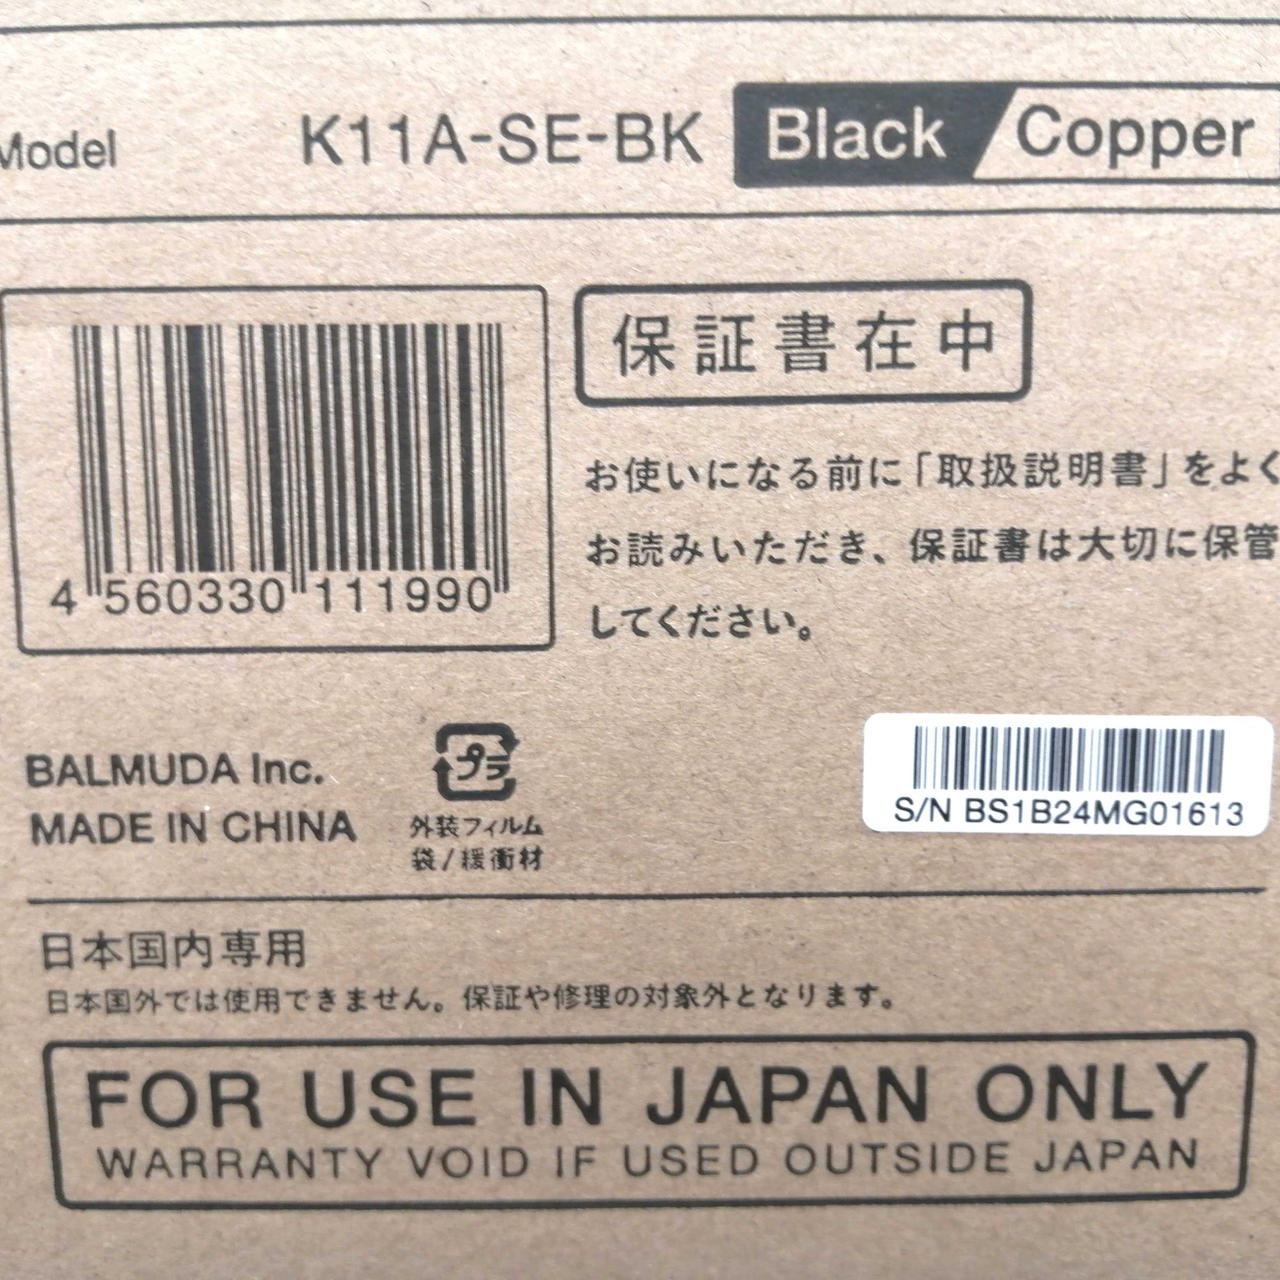 Model K11A-SE-BK Black Copper
4 560330 111990
保証書在中
お使いになる前に「取扱説明書」をよく
お読みいただき、保証書は大切に保管
してください。
BALMUDA Inc.
MADE IN CHINA
プラ
外装フィルム
袋/緩衝材
S/N BS1B24MG01613
日本国内専用
日本国外では使用できません。保証や修理の対象外となります。
FOR USE IN JAPAN ONLY
WARRANTY VOID IF USED OUTSIDE JAPAN